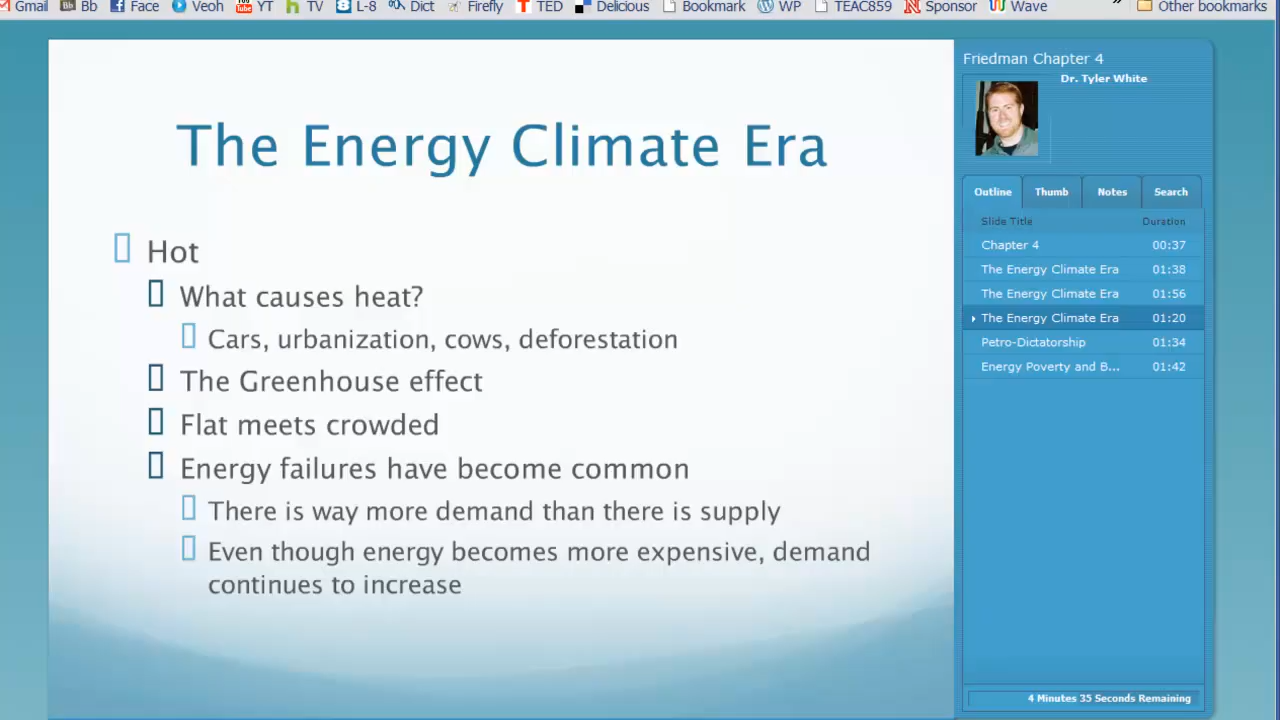 Gmail Bb Face Veoh YT TV L-8 Dict Firefly TED Delicious Bookmark WP TEAC859 Sponsor Wave » Other bookmarks
The Energy Climate Era
Hot
What causes heat?
Cars, urbanization, cows, deforestation
The Greenhouse effect
Flat meets crowded
Energy failures have become common
There is way more demand than there is supply
Even though energy becomes more expensive, demand
continues to increase
Friedman Chapter 4
Dr. Tyler White
Outline Thumb Notes Search
Slide Title Duration
Chapter 4 00:37
The Energy Climate Era 01:38
The Energy Climate Era 01:56
The Energy Climate Era 01:20
Petro-Dictatorship 01:34
Energy Poverty and B... 01:42
4 Minutes 35 Seconds Remaining